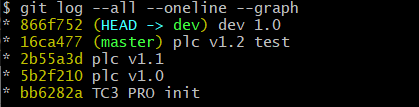 $ git log --all --oneline --graph
* 866f752 (HEAD -> dev) dev 1.0
* 16ca477 (master) plc v1.2 test
* 2b55a3d plc v1.1
* 5b2f210 plc v1.0
* bb6282a TC3 PRO init